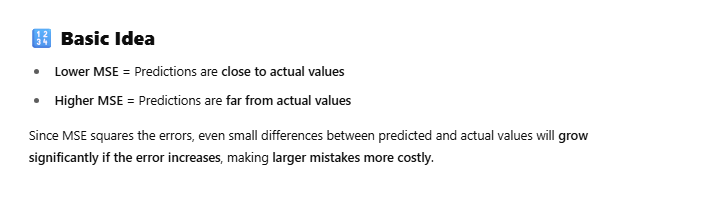 🔢 Basic Idea
• Lower MSE = Predictions are close to actual values
• Higher MSE = Predictions are far from actual values
Since MSE squares the errors, even small differences between predicted and actual values will grow
significantly if the error increases, making larger mistakes more costly.